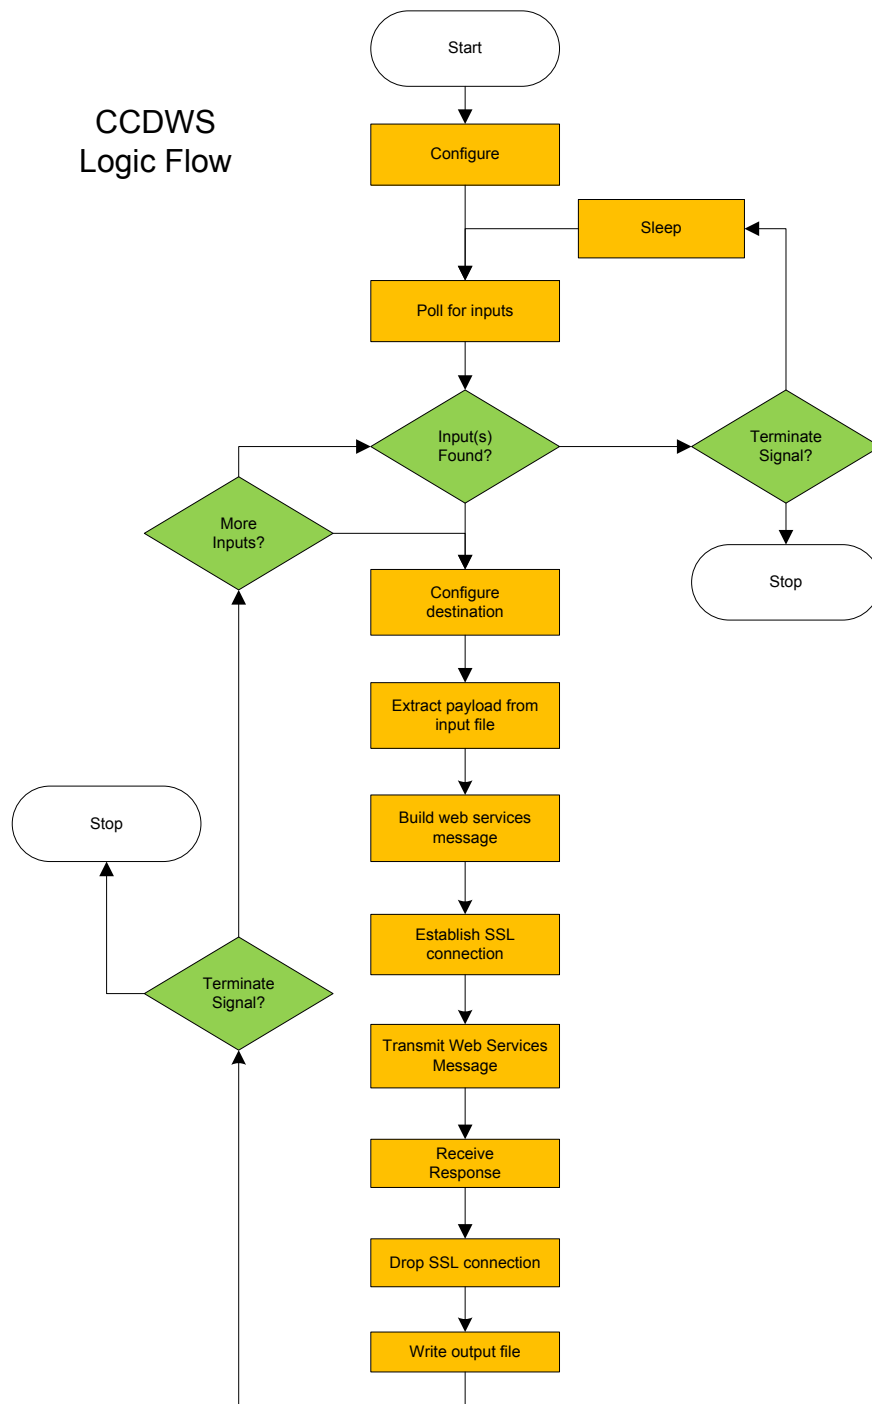 Start
CCDWS
Logic Flow
Configure
Sleep
Poll for inputs
Input(s)
Found?
Terminate
Signal?
More
Inputs?
Stop
Configure
destination
Extract payload from
input file
Build web services
message
Stop
Establish SSL
connection
Terminate
Signal?
Transmit Web Services
Message
Receive
Response
Drop SSL connection
Write output file